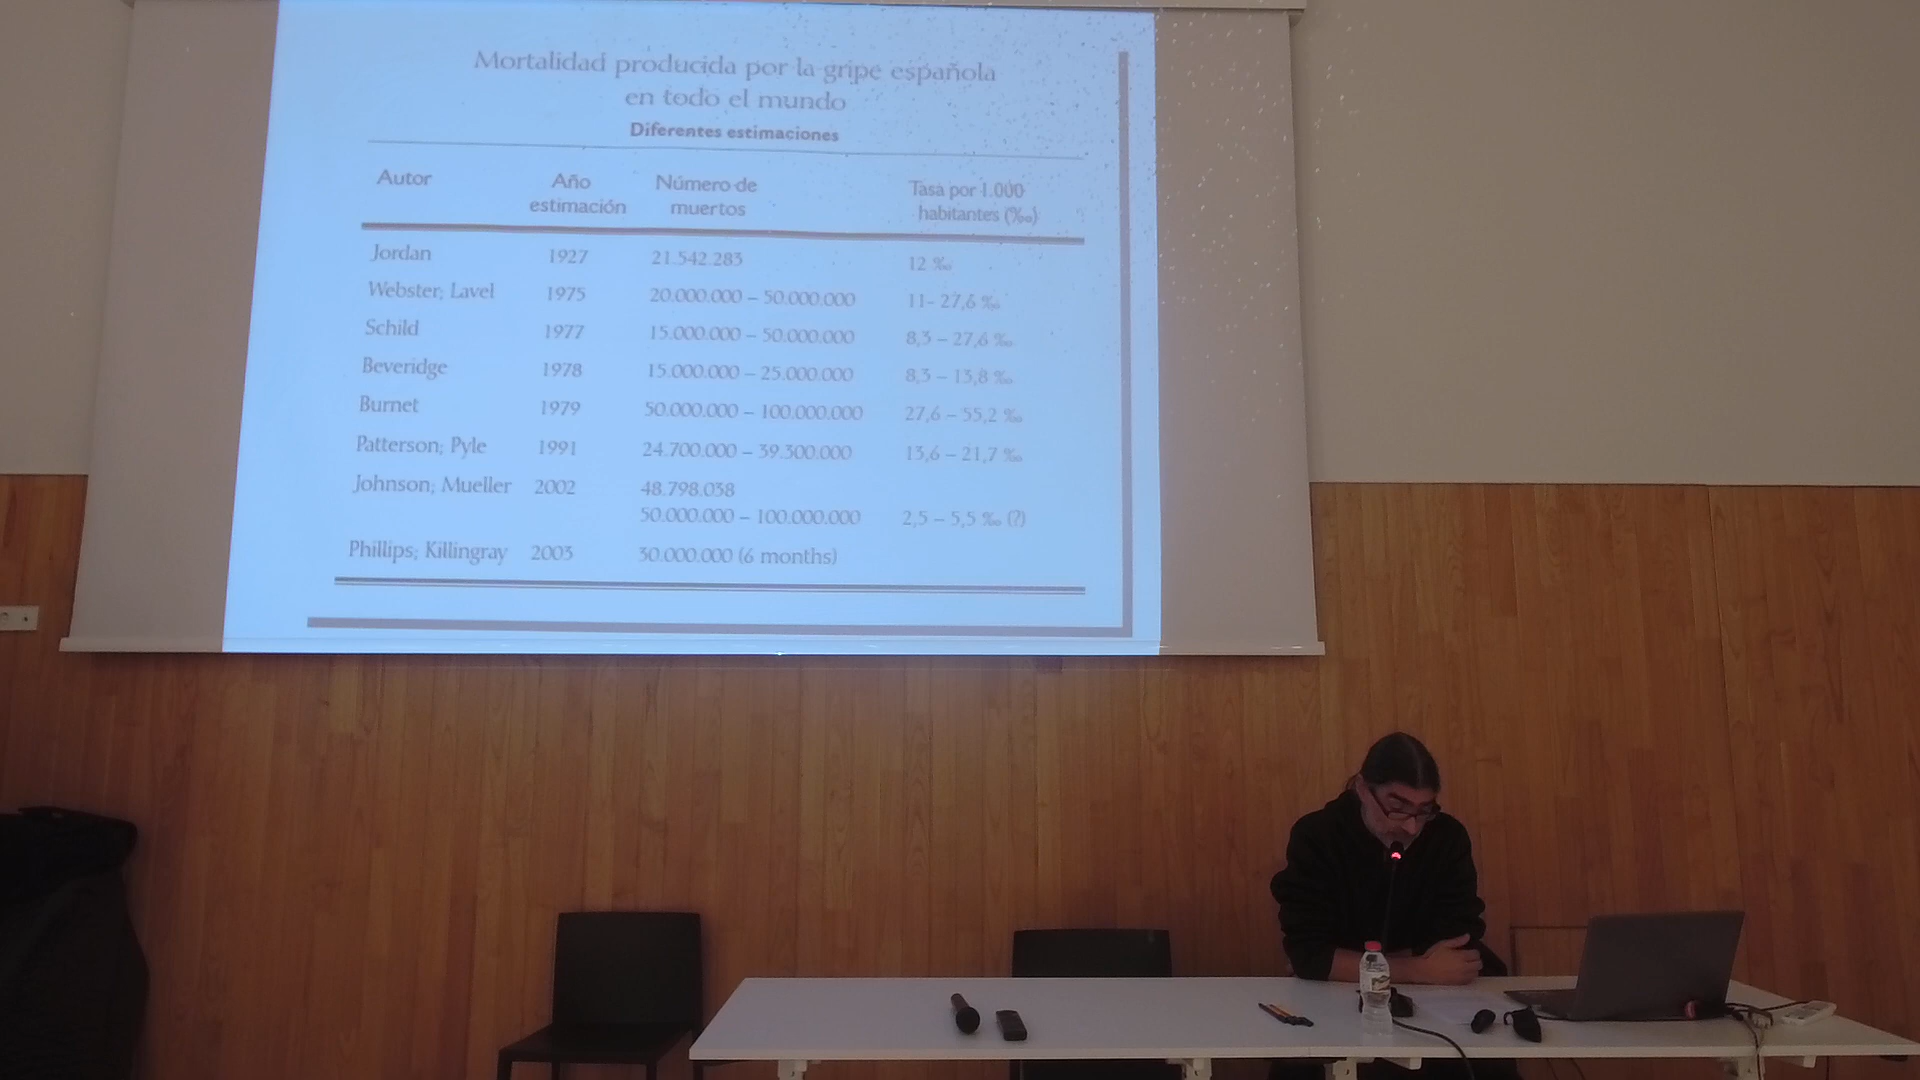 Mortalidad producida por la gripe española
en todo el mundo
Diferentes estimaciones
Autor Año estimación Número de muertos Tasa por 1.000 habitantes (‰)
Jordan 1927 21.542.283 12 ‰
Webster; Lavel 1975 20.000.000 – 50.000.000 11- 27,6 ‰
Schild 1977 15.000.000 – 50.000.000 8,3 – 27,6 ‰
Beveridge 1978 15.000.000 – 25.000.000 8,3 – 13,8 ‰
Burnet 1979 50.000.000 – 100.000.000 27,6 – 55,2 ‰
Patterson; Pyle 1991 24.700.000 – 39.300.000 13,6 – 21,7 ‰
Johnson; Mueller 2002 48.798.038
50.000.000 – 100.000.000 2,5 – 5,5 ‰ (?)
Phillips; Killingray 2003 30.000.000 (6 months)